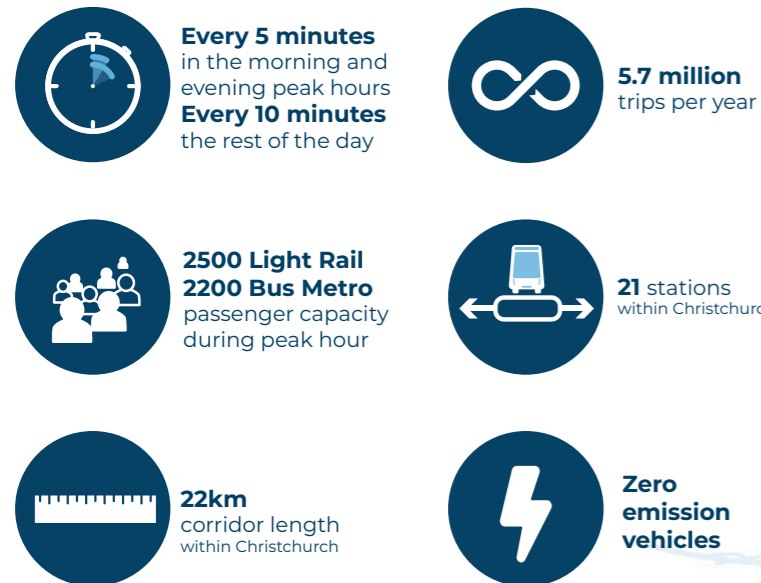 Every 5 minutes
in the morning and
evening peak hours
Every 10 minutes
the rest of the day
5.7 million
trips per year
2500 Light Rail
2200 Bus Metro
passenger capacity
during peak hour
21 stations
within Christchurc
22km
corridor length
within Christchurch
Zero
emission
vehicles